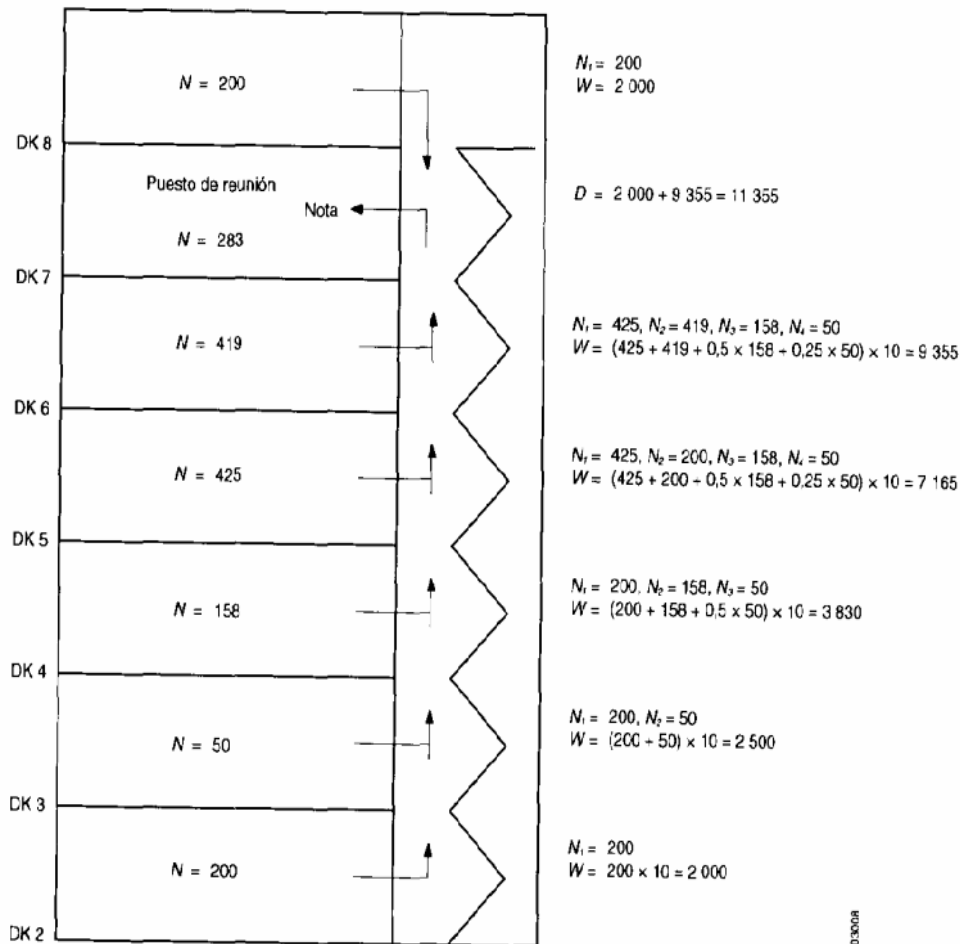 N = 200
N₁ = 200
W = 2 000
DK 8
Puesto de reunión
Nota
N = 283
D = 2 000 + 9 355 = 11 355
DK 7
N = 419
N₁ = 425, N₂ = 419, N₃ = 158, N₄ = 50
W = (425 + 419 + 0,5 × 158 + 0,25 × 50) × 10 = 9 355
DK 6
N = 425
N₁ = 425, N₂ = 200, N₃ = 158, N₄ = 50
W = (425 + 200 + 0,5 × 158 + 0,25 × 50) × 10 = 7 165
DK 5
N = 158
N₁ = 200, N₂ = 158, N₃ = 50
W = (200 + 158 + 0,5 × 50) × 10 = 3 830
DK 4
N = 50
N₁ = 200, N₂ = 50
W = (200 + 50) × 10 = 2 500
DK 3
N = 200
N₁ = 200
W = 200 × 10 = 2 000
DK 2
03008